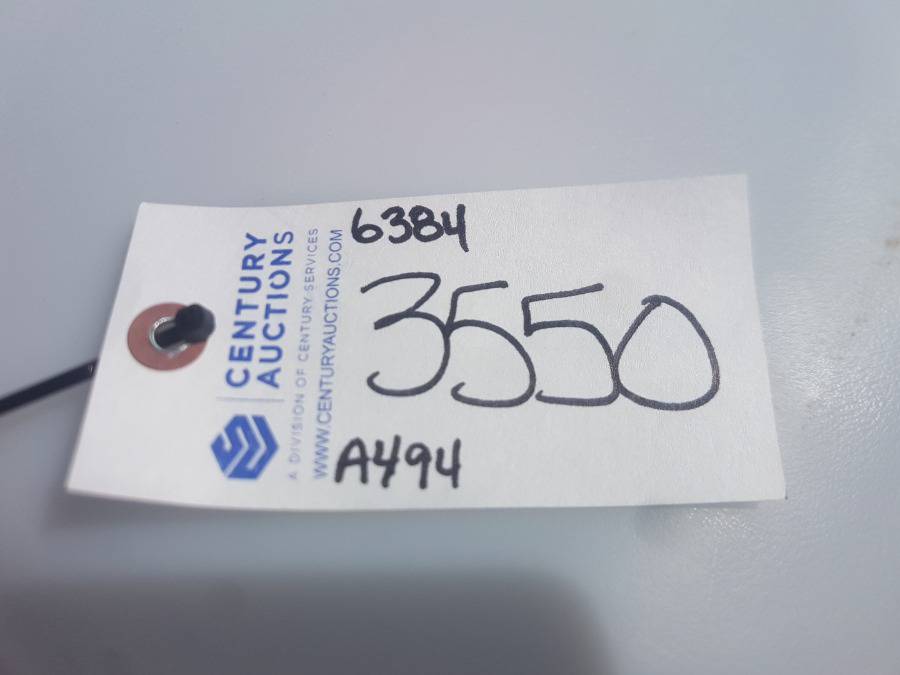 CENTURY
AUCTIONS
A DIVISION OF CENTURY SERVICES
WWW.CENTURYAUCTIONS.COM
6384
3550
A494